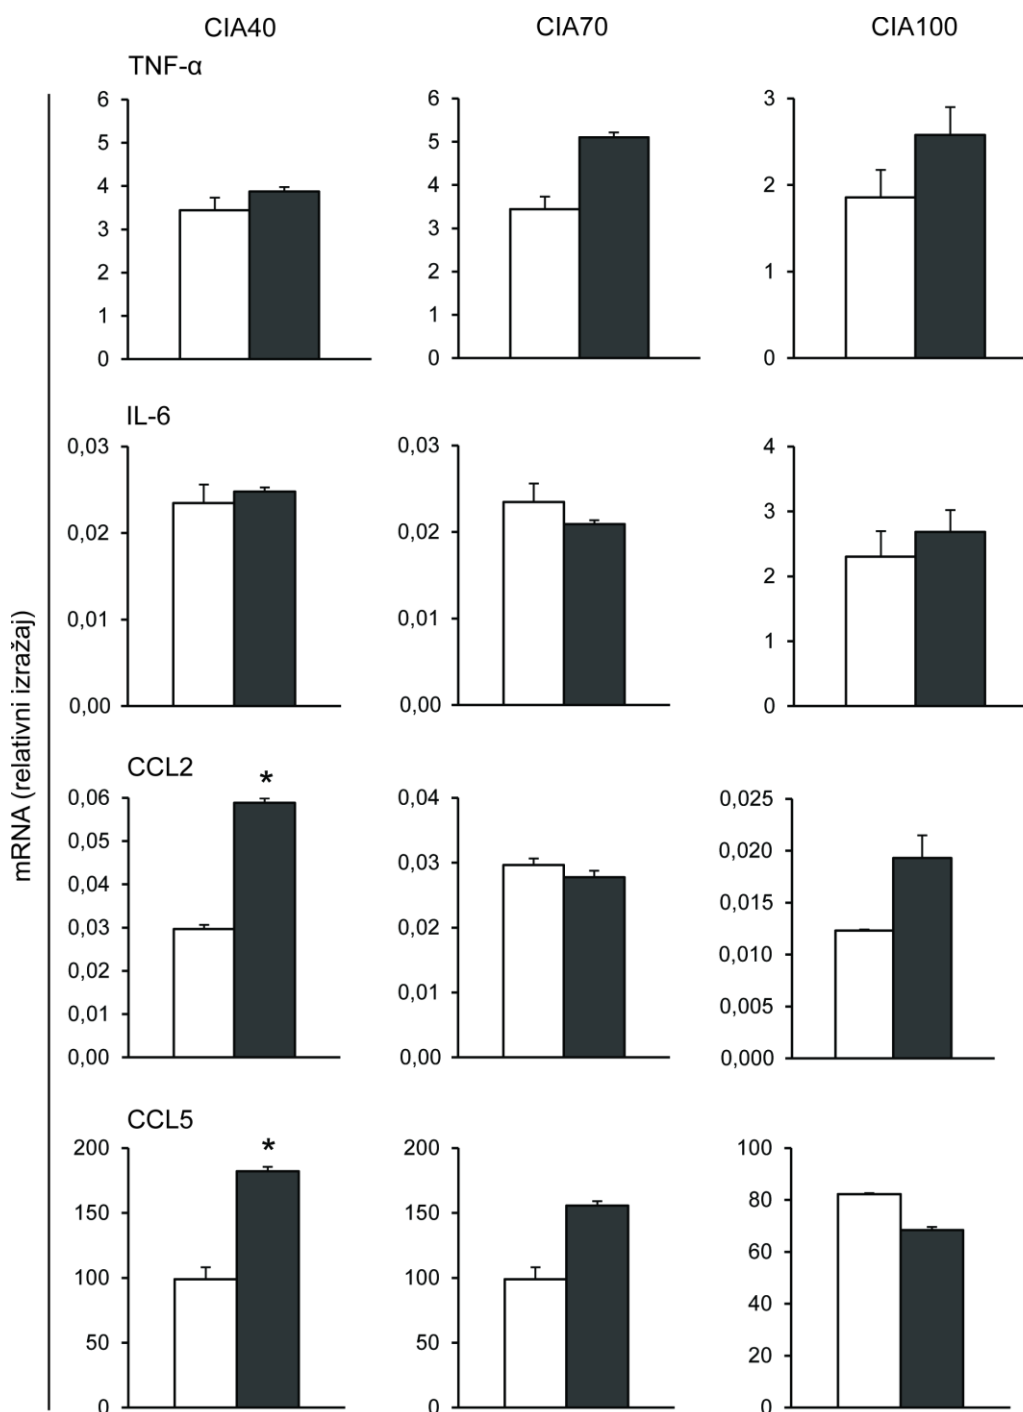 CIA40 CIA70 CIA100
TNF-α
6 6 3
5 5
4 4 2
3 3
2 2 1
1 1
0 0 0
IL-6
0,03 0,03 4
3
0,02 0,02
2
0,01 0,01
1
0,00 0,00 0
mRNA (relativni izražaj)
CCL2
*
0,06 0,04 0,025
0,05
0,020
0,04 0,03
0,015
0,03 0,02
0,010
0,02
0,01
0,01 0,005
0,00 0,00 0,000
CCL5
*
200 200 100
80
150 150
60
100 100
40
50 50
20
0 0 0